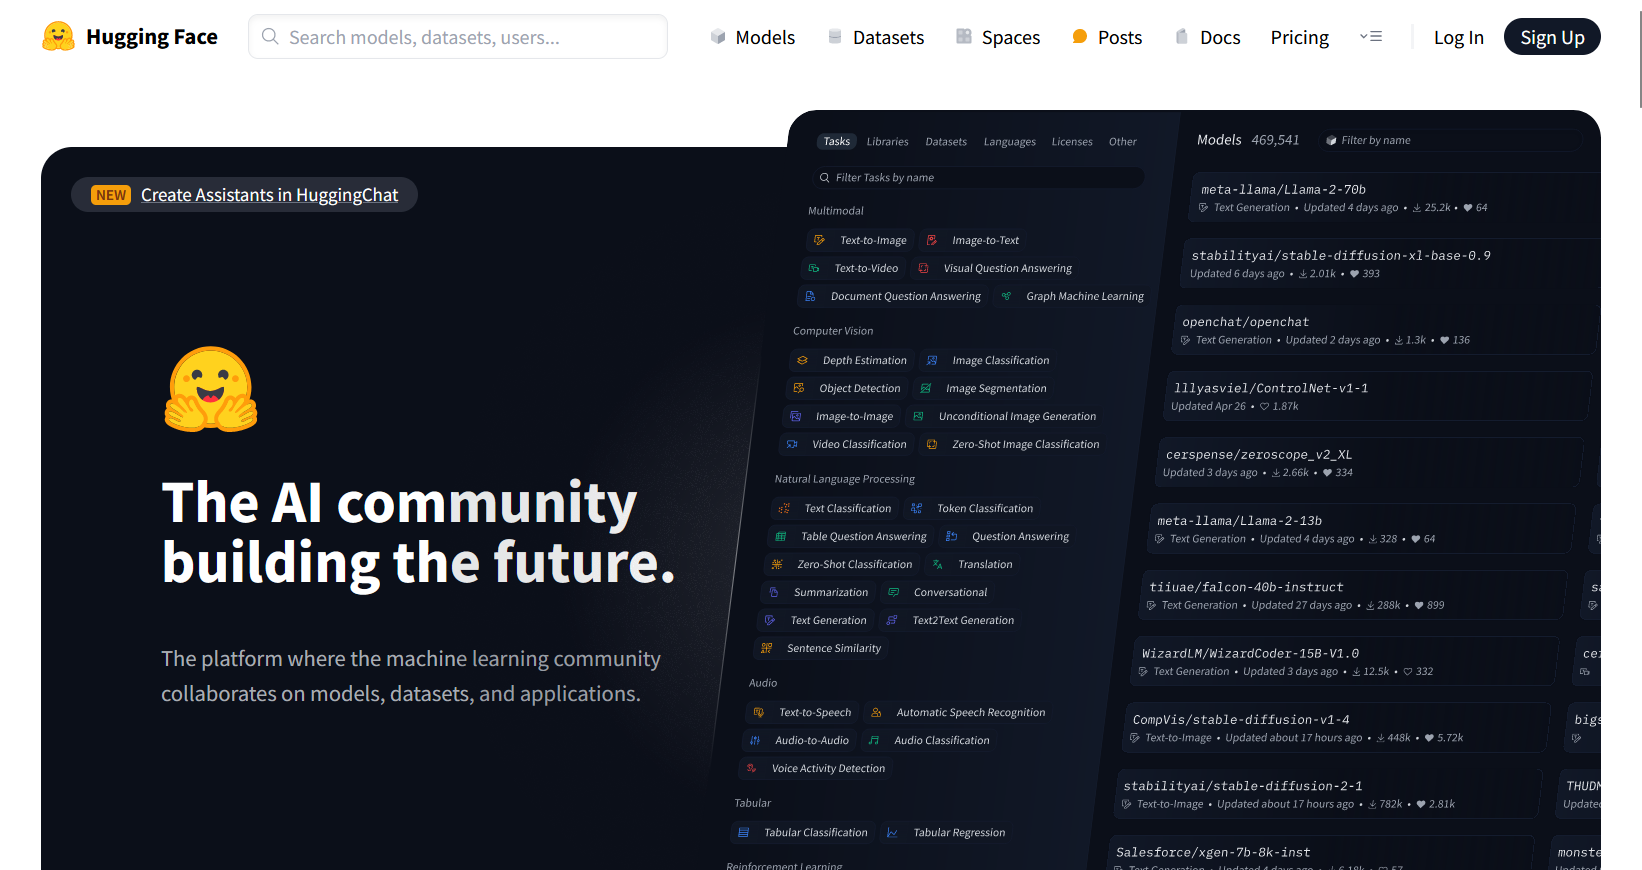 Hugging Face
Search models, datasets, users...
Models
Datasets
Spaces
Posts
Docs
Pricing
Log In
Sign Up
NEW Create Assistants in HuggingChat
The AI community
building the future.
The platform where the machine learning community
collaborates on models, datasets, and applications.
Tasks Libraries Datasets Languages Licenses Other
Filter Tasks by name
Multimodal
Text-to-Image Image-to-Text
Text-to-Video Visual Question Answering
Document Question Answering Graph Machine Learning
Computer Vision
Depth Estimation Image Classification
Object Detection Image Segmentation
Image-to-Image Unconditional Image Generation
Video Classification Zero-Shot Image Classification
Natural Language Processing
Text Classification Token Classification
Table Question Answering Question Answering
Zero-Shot Classification Translation
Summarization Conversational
Text Generation Text2Text Generation
Sentence Similarity
Audio
Text-to-Speech Automatic Speech Recognition
Audio-to-Audio Audio Classification
Voice Activity Detection
Tabular
Tabular Classification Tabular Regression
Reinforcement Learning
Models 469,541 Filter by name
meta-llama/Llama-2-70b
Text Generation • Updated 4 days ago • 25.2k • 64
stabilityai/stable-diffusion-xl-base-0.9
Updated 6 days ago • 2.01k • 393
openchat/openchat
Text Generation • Updated 2 days ago • 1.3k • 136
lllyasviel/ControlNet-v1-1
Updated Apr 26 • 1.87k
cerspense/zeroscope_v2_XL
Updated 3 days ago • 2.66k • 334
meta-llama/Llama-2-13b
Text Generation • Updated 4 days ago • 328 • 64
tiiuae/falcon-40b-instruct
Text Generation • Updated 27 days ago • 288k • 899
WizardLM/WizardCoder-15B-V1.0
Text Generation • Updated 3 days ago • 12.5k • 332
CompVis/stable-diffusion-v1-4
Text-to-Image • Updated about 17 hours ago • 448k • 5.72k
stabilityai/stable-diffusion-2-1
Text-to-Image • Updated about 17 hours ago • 782k • 2.81k
Salesforce/xgen-7b-8k-inst
Text Generation • Updated 4 days ago • 6.18k • 57